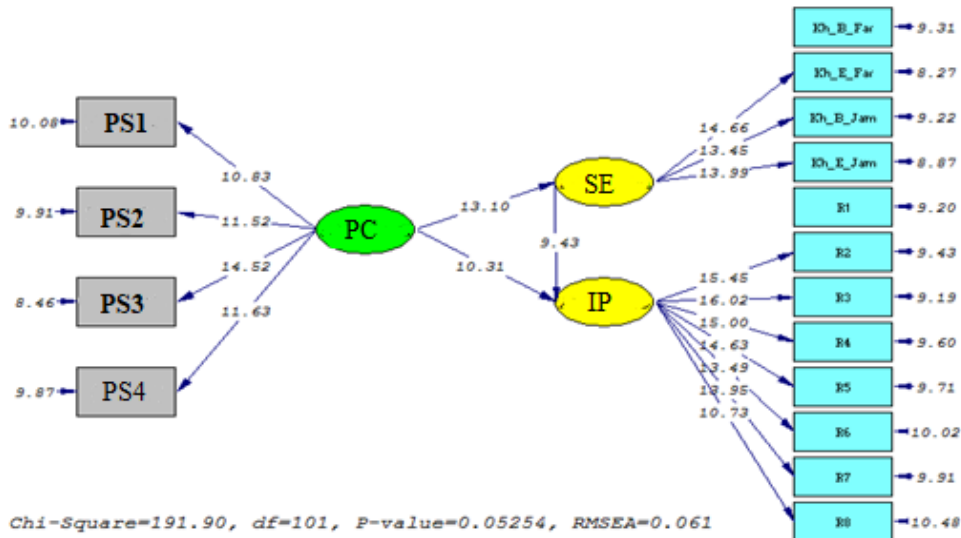 Kh_B_Far 9.31
Kh_E_Far 8.27
Kh_B_Jam 9.22
Kh_E_Jam 8.87
R1 9.20
R2 9.43
R3 9.19
R4 9.60
R5 9.71
R6 10.02
R7 9.91
R8 10.48
10.08 PS1
9.91 PS2
8.46 PS3
9.87 PS4
10.83
11.52
14.52
11.63
PC
13.10
10.31
SE
9.43
IP
14.66
13.45
13.99
15.45
16.02
15.00
14.63
13.49
13.95
10.73
Chi-Square=191.90, df=101, P-value=0.05254, RMSEA=0.061